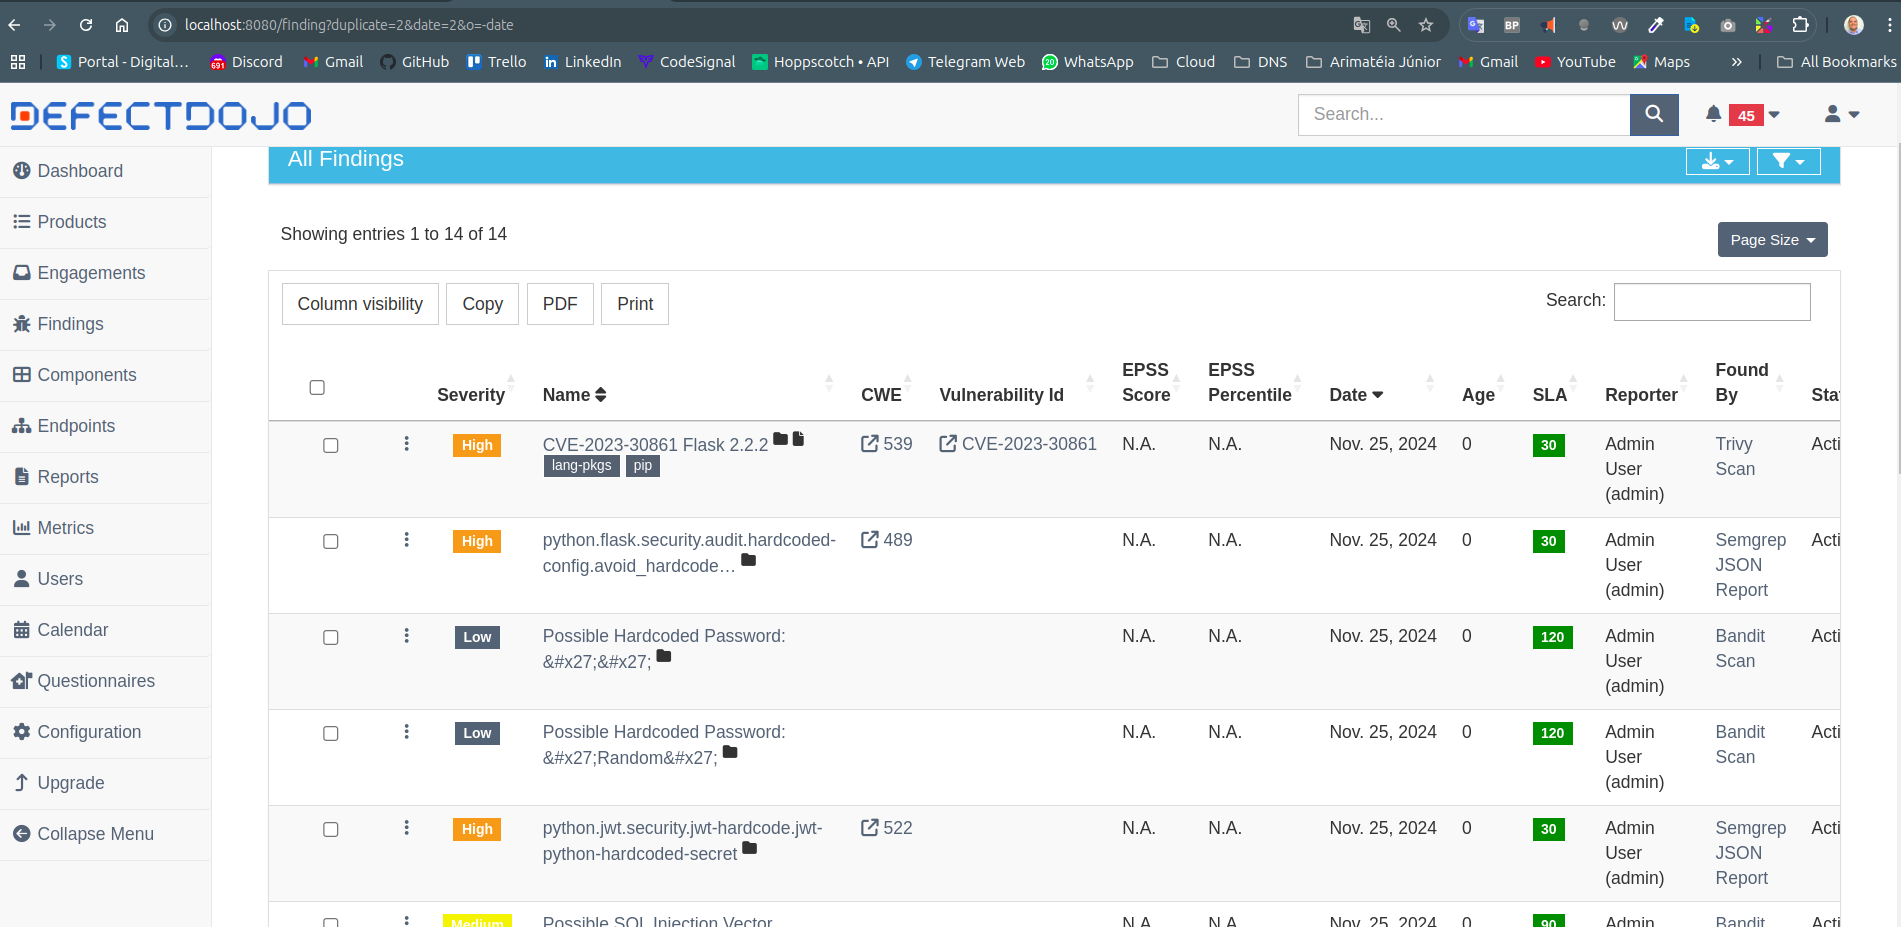 localhost:8080/finding?duplicate=2&date=2&o=-date
Portal - Digital... Discord Gmail GitHub Trello LinkedIn CodeSignal Hoppscotch • API Telegram Web WhatsApp Cloud DNS Arimatéia Júnior Gmail YouTube Maps » All Bookmarks
DEFECTDOJO
Search...
45
Dashboard
Products
Engagements
Findings
Components
Endpoints
Reports
Metrics
Users
Calendar
Questionnaires
Configuration
Upgrade
Collapse Menu
All Findings
Showing entries 1 to 14 of 14
Page Size
Column visibility Copy PDF Print
Search:
Severity Name CWE Vulnerability Id EPSS Score EPSS Percentile Date Age SLA Reporter Found By Sta
High CVE-2023-30861 Flask 2.2.2 539 CVE-2023-30861 N.A. N.A. Nov. 25, 2024 0 30 Admin Trivy Acti
lang-pkgs pip User Scan
(admin)
High python.flask.security.audit.hardcoded- 489 N.A. N.A. Nov. 25, 2024 0 30 Admin Semgrep Acti
config.avoid_hardcode... User JSON
(admin) Report
Low Possible Hardcoded Password: N.A. N.A. Nov. 25, 2024 0 120 Admin Bandit Acti
&#x27;&#x27; User Scan
(admin)
Low Possible Hardcoded Password: N.A. N.A. Nov. 25, 2024 0 120 Admin Bandit Acti
&#x27;Random&#x27; User Scan
(admin)
High python.jwt.security.jwt-hardcode.jwt- 522 N.A. N.A. Nov. 25, 2024 0 30 Admin Semgrep Acti
python-hardcoded-secret User JSON
(admin) Report
Medium Possible SQL Injection Vector N.A. N.A. Nov. 25, 2024 0 90 Admin Bandit Acti